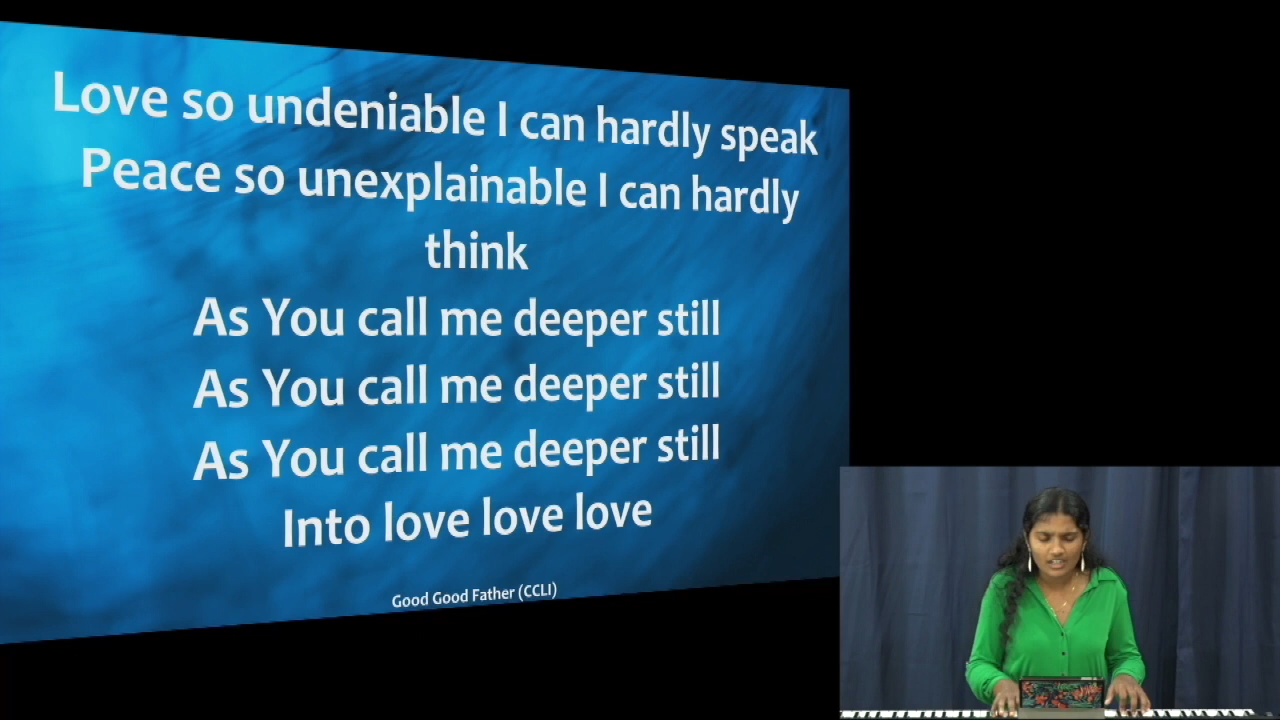 Love so undeniable I can hardly speak
Peace so unexplainable I can hardly
think
As You call me deeper still
As You call me deeper still
As You call me deeper still
Into love love love
Good Good Father (CCLI)